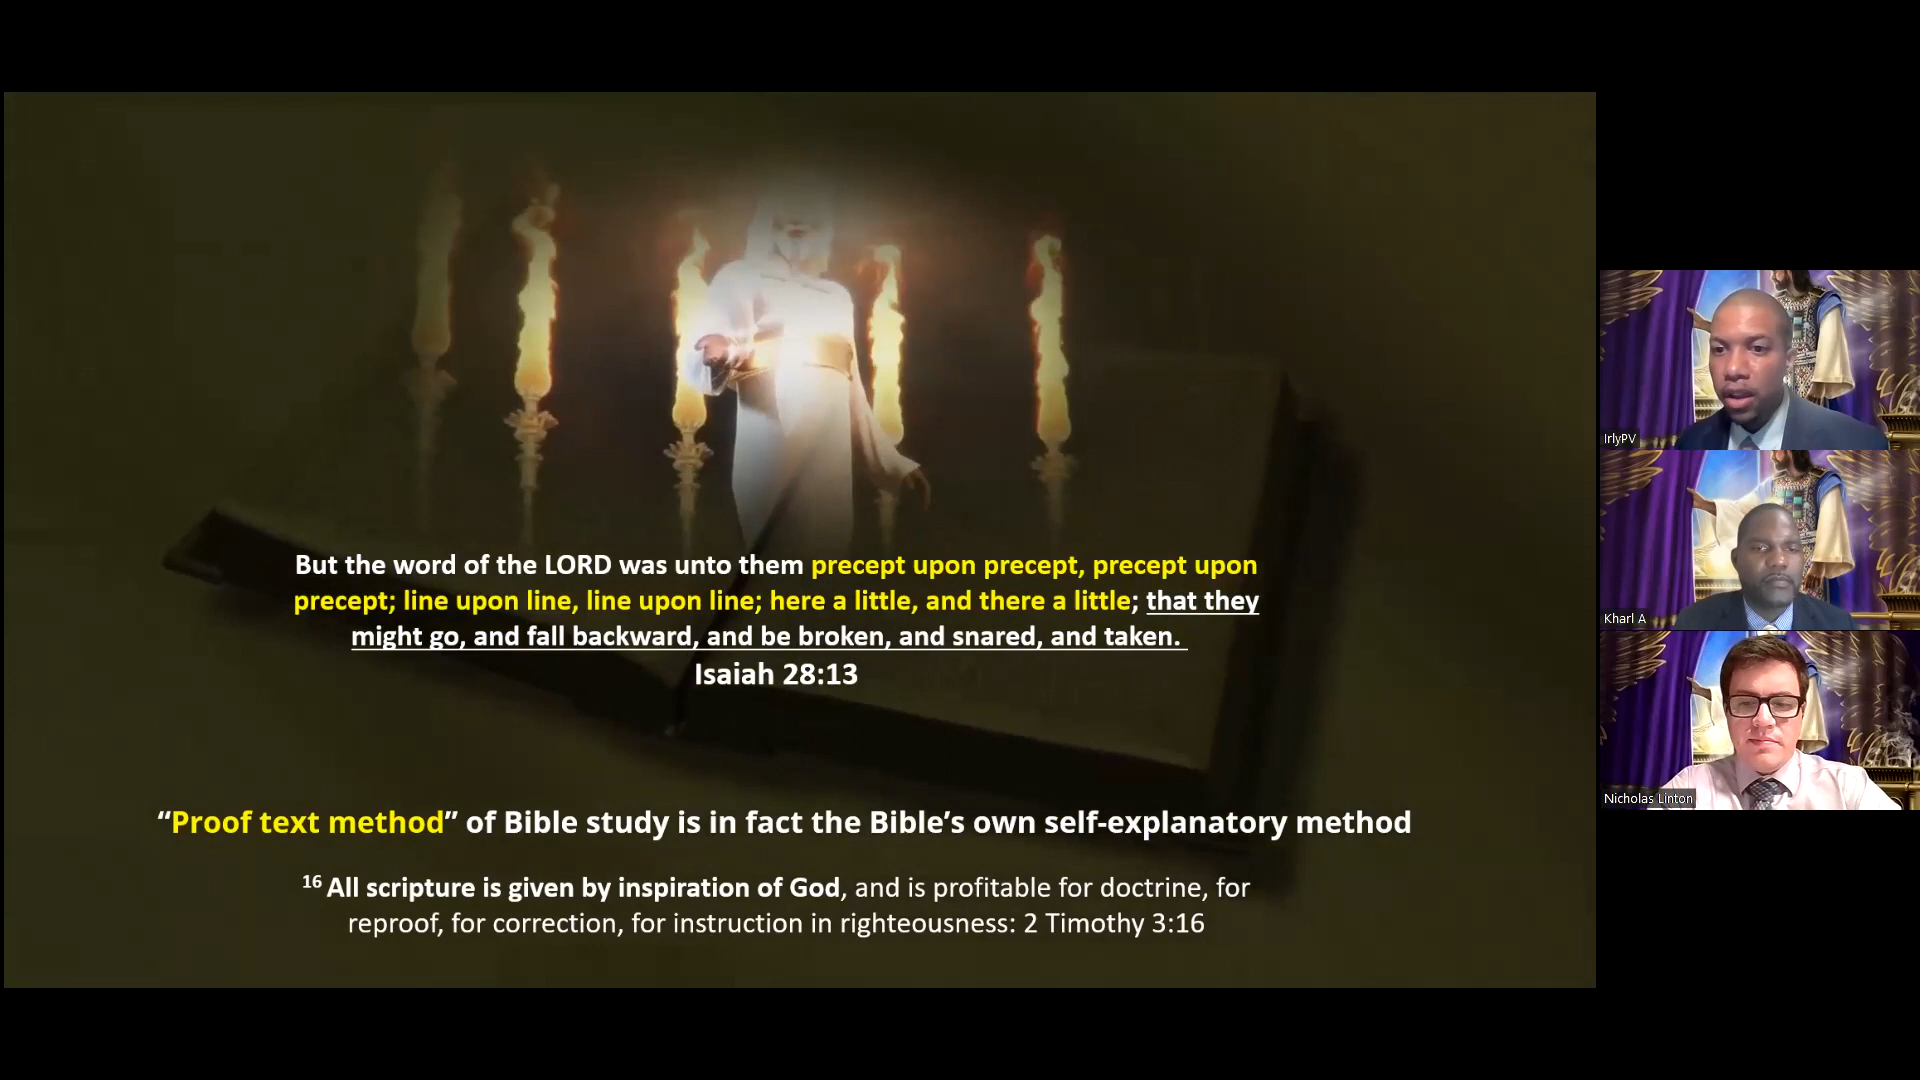 But the word of the LORD was unto them precept upon precept, precept upon
precept; line upon line, line upon line; here a little, and there a little; that they
might go, and fall backward, and be broken, and snared, and taken.
Isaiah 28:13
“Proof text method” of Bible study is in fact the Bible’s own self-explanatory method
16 All scripture is given by inspiration of God, and is profitable for doctrine, for
reproof, for correction, for instruction in righteousness: 2 Timothy 3:16
IrlyPV
Kharl A
Nicholas Linton